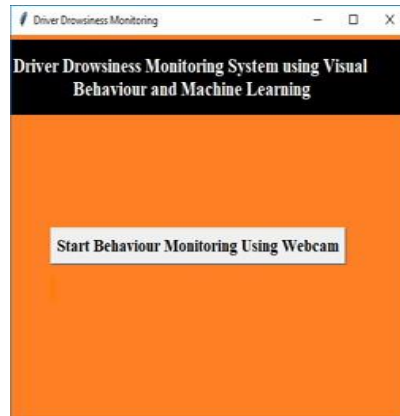 Driver Drowsiness Monitoring
Driver Drowsiness Monitoring System using Visual
Behaviour and Machine Learning
Start Behaviour Monitoring Using Webcam